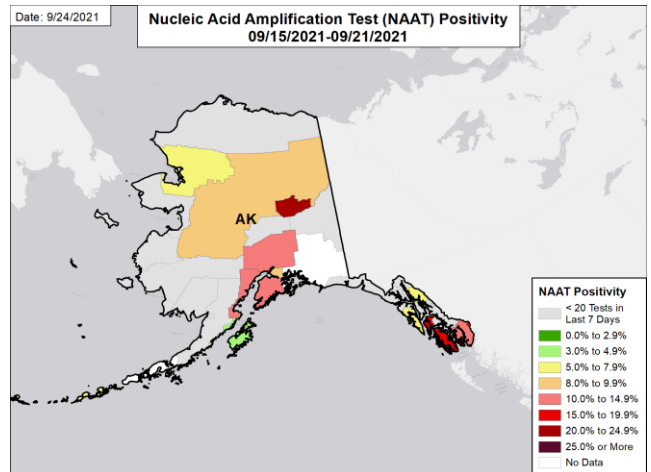 Date: 9/24/2021
Nucleic Acid Amplification Test (NAAT) Positivity
09/15/2021-09/21/2021
AK
NAAT Positivity
< 20 Tests in
Last 7 Days
0.0% to 2.9%
3.0% to 4.9%
5.0% to 7.9%
8.0% to 9.9%
10.0% to 14.9%
15.0% to 19.9%
20.0% to 24.9%
25.0% or More
No Data